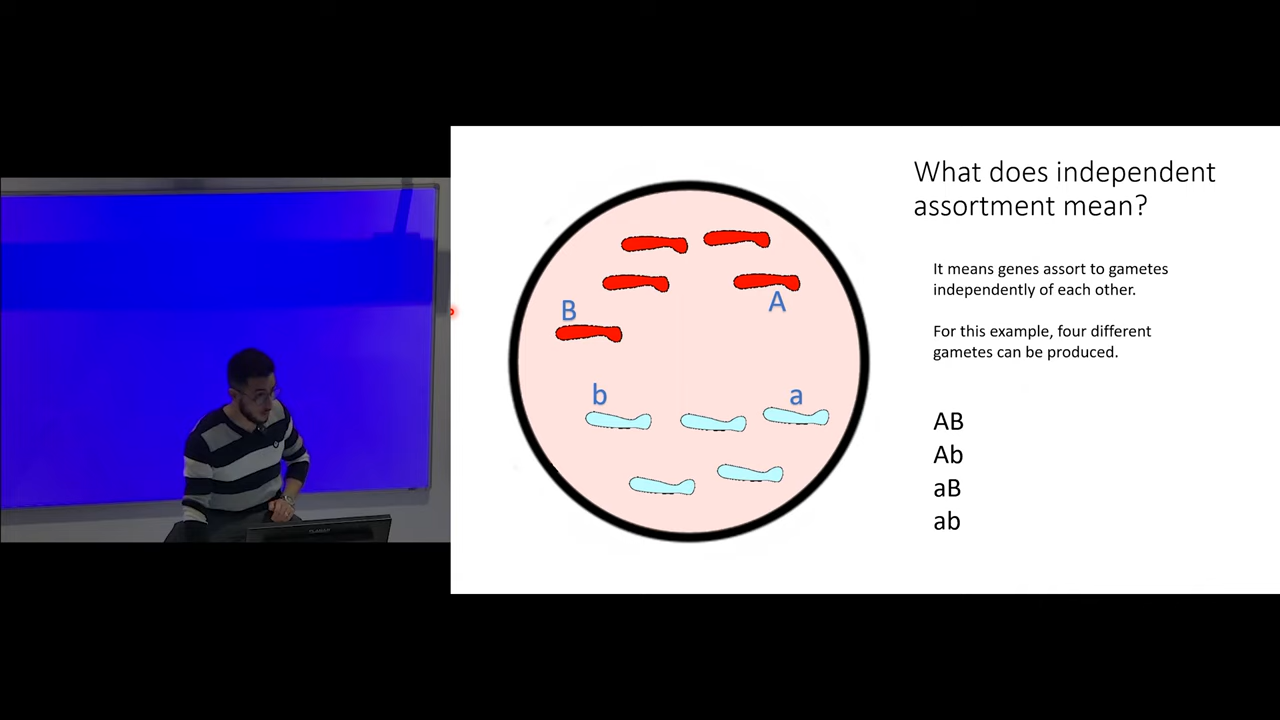 What does independent
assortment mean?
It means genes assort to gametes
independently of each other.
For this example, four different
gametes can be produced.
B
A
b
a
AB
Ab
aB
ab